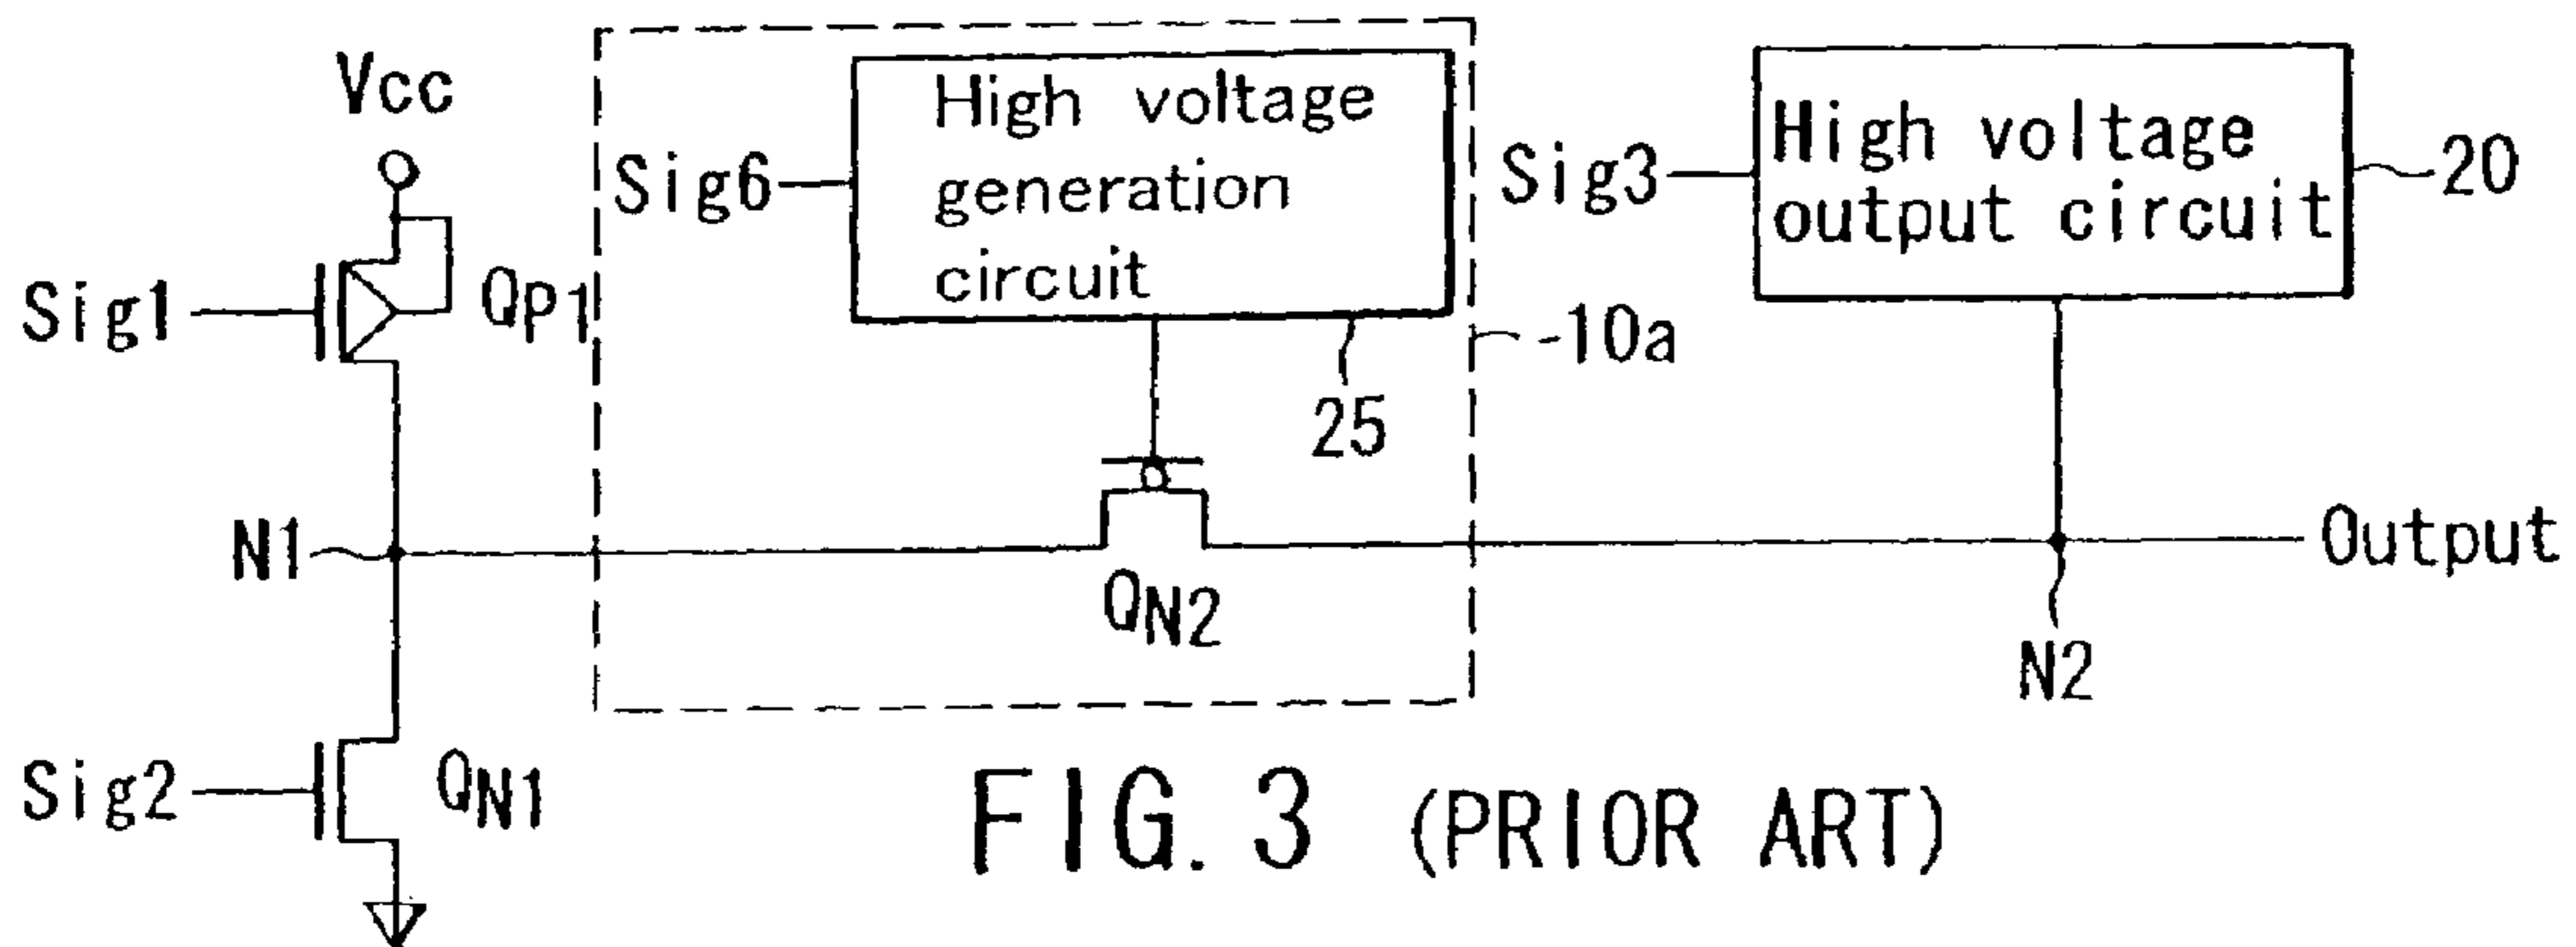 Vcc
Sig1
QP1
N1
Sig2
QN1
Sig6
High voltage
generation
circuit
25
10a
QN2
Sig3
High voltage
output circuit
20
Output
N2
FIG. 3 (PRIOR ART)